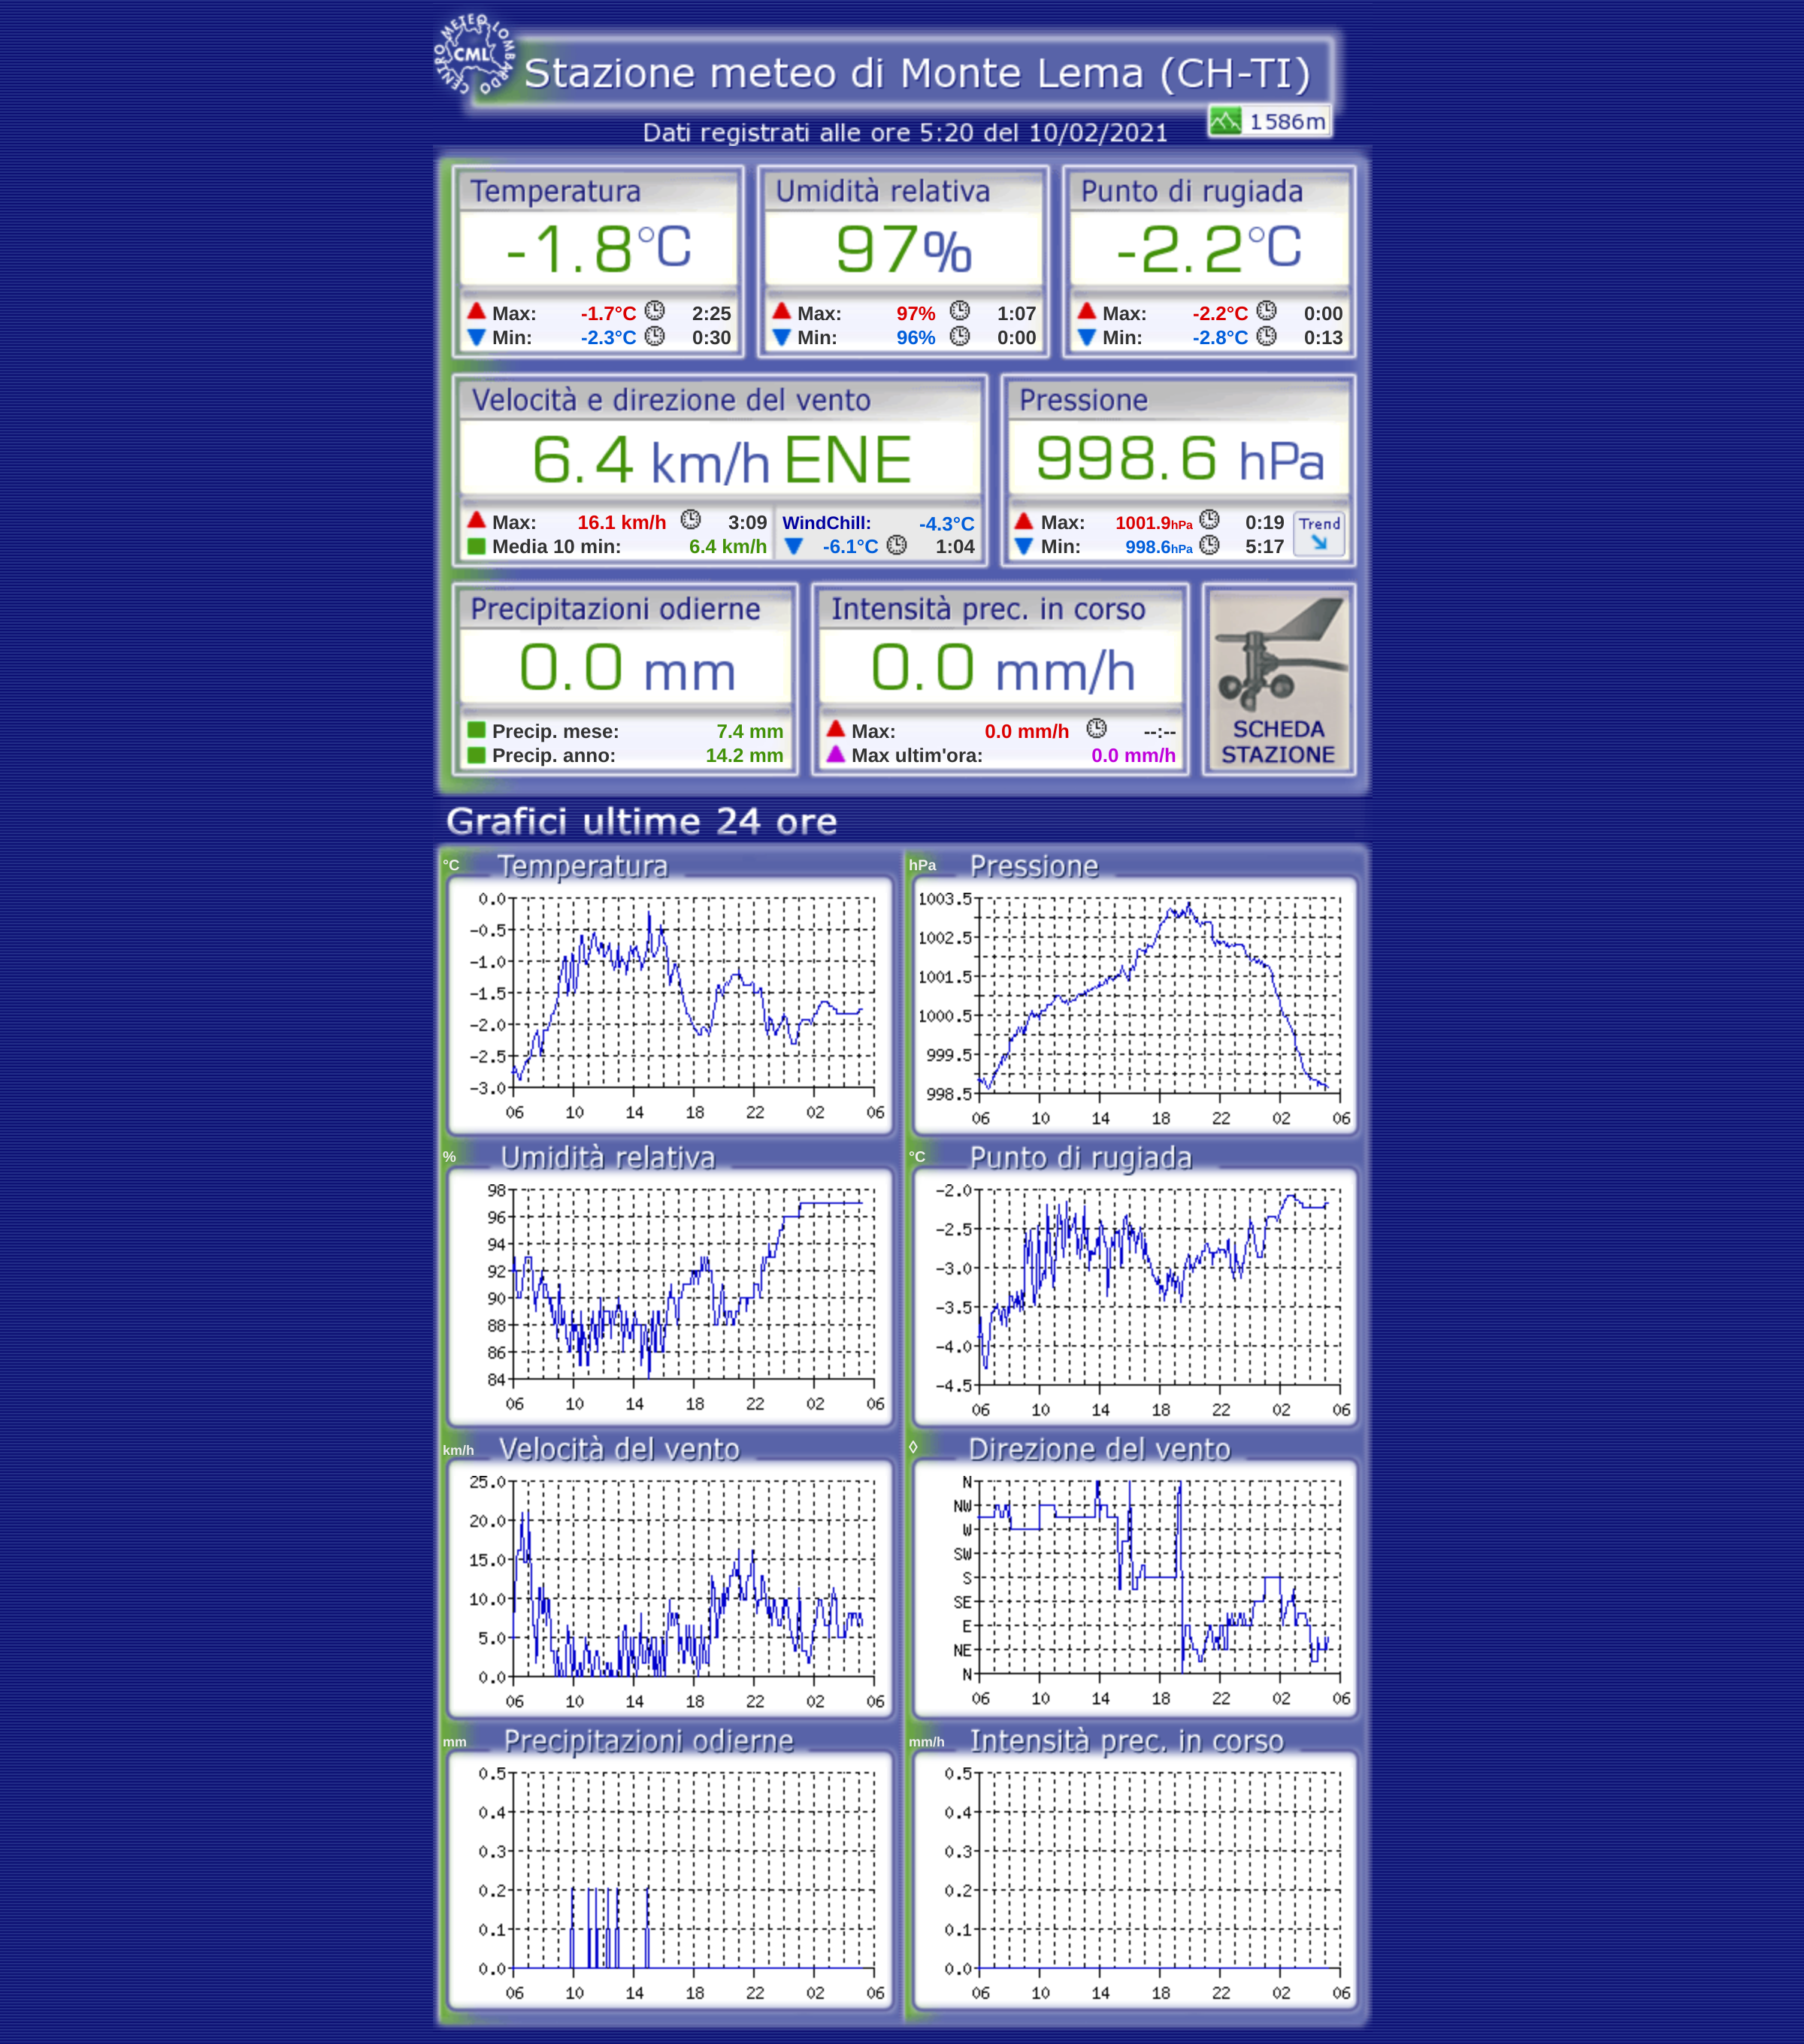 CENTRO METEO LOMBARDO
CML
Stazione meteo di Monte Lema (CH-TI)
1586m
Dati registrati alle ore 5:20 del 10/02/2021
Temperatura Umidità relativa Punto di rugiada
-1.8°C 97% -2.2°C
Max: -1.7°C 2:25 Max: 97% 1:07 Max: -2.2°C 0:00
Min: -2.3°C 0:30 Min: 96% 0:00 Min: -2.8°C 0:13
Velocità e direzione del vento Pressione
6.4 km/h ENE 998.6 hPa
Max: 16.1 km/h 3:09 WindChill: -4.3°C Max: 1001.9hPa 0:19 Trend
Media 10 min: 6.4 km/h -6.1°C 1:04 Min: 998.6hPa 5:17
Precipitazioni odierne Intensità prec. in corso
0.0 mm 0.0 mm/h
Precip. mese: 7.4 mm Max: 0.0 mm/h --:-- SCHEDA
Precip. anno: 14.2 mm Max ultim'ora: 0.0 mm/h STAZIONE
Grafici ultime 24 ore
°C Temperatura
0.0
-0.5
-1.0
-1.5
-2.0
-2.5
-3.0
06 10 14 18 22 02 06
hPa Pressione
1003.5
1002.5
1001.5
1000.5
999.5
998.5
06 10 14 18 22 02 06
% Umidità relativa
98
96
94
92
90
88
86
84
06 10 14 18 22 02 06
°C Punto di rugiada
-2.0
-2.5
-3.0
-3.5
-4.0
-4.5
06 10 14 18 22 02 06
km/h Velocità del vento
25.0
20.0
15.0
10.0
5.0
0.0
06 10 14 18 22 02 06
◊ Direzione del vento
N
NW
W
SW
S
SE
E
NE
N
06 10 14 18 22 02 06
mm Precipitazioni odierne
0.5
0.4
0.3
0.2
0.1
0.0
06 10 14 18 22 02 06
mm/h Intensità prec. in corso
0.5
0.4
0.3
0.2
0.1
0.0
06 10 14 18 22 02 06